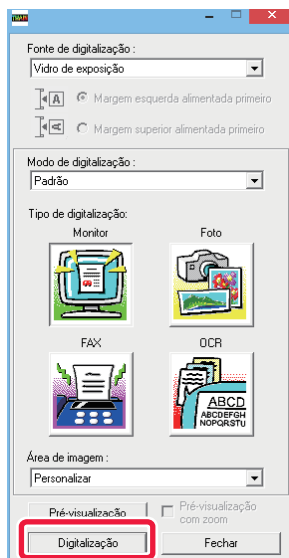 Fonte de digitalização :
Vidro de exposição
A Margem esquerda alimentada primeiro
A Margem superior alimentada primeiro
Modo de digitalização :
Padrão
Tipo de digitalização:
Monitor Foto
FAX OCR
ABCD
ABCDEFGH
NOPQRSTU
Área de imagem :
Personalizar
Pré-visualização Pré-visualização com zoom
Digitalização Fechar